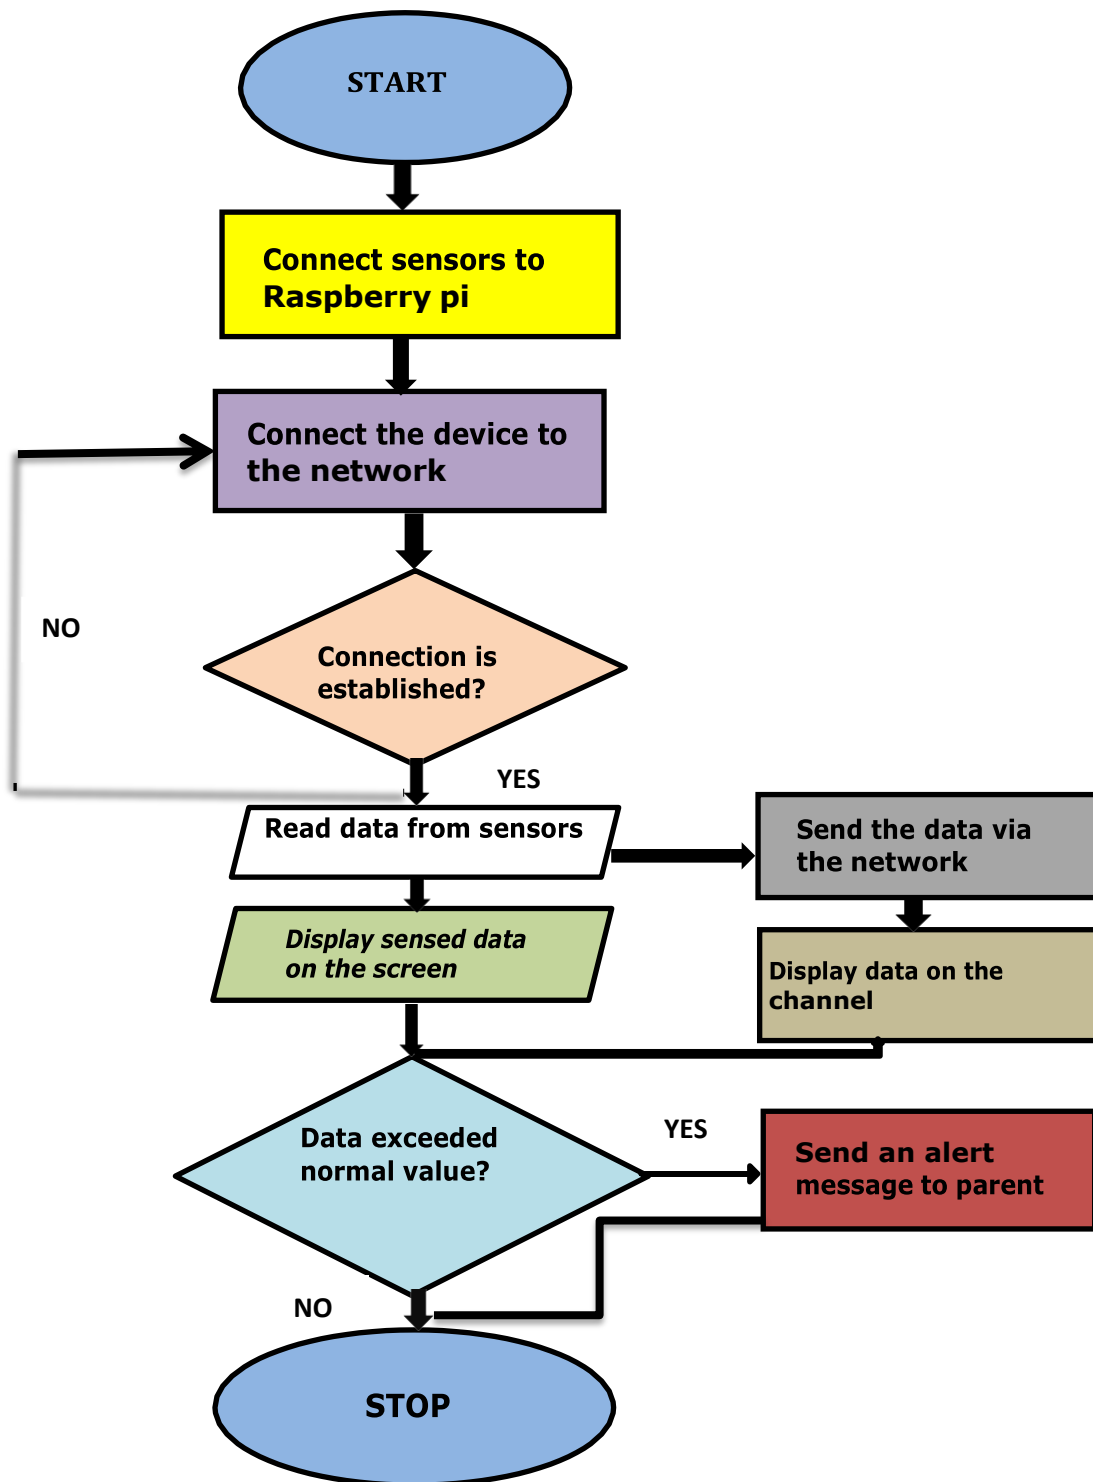 START
Connect sensors to
Raspberry pi
Connect the device to
the network
NO
Connection is
established?
YES
Read data from sensors
Send the data via
the network
Display sensed data
on the screen
Display data on the
channel
Data exceeded
normal value?
YES
Send an alert
message to parent
NO
STOP